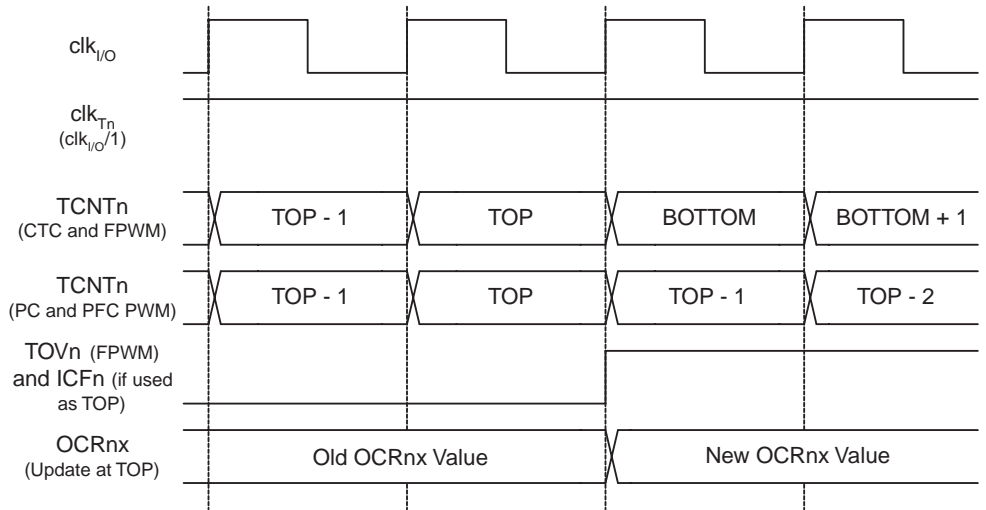 clkI/O
clkTn
(clkI/O/1)
TCNTn
(CTC and FPWM)
TOP - 1
TOP
BOTTOM
BOTTOM + 1
TCNTn
(PC and PFC PWM)
TOP - 1
TOP
TOP - 1
TOP - 2
TOVn (FPWM)
and ICFn (if used
as TOP)
OCRnx
(Update at TOP)
Old OCRnx Value
New OCRnx Value